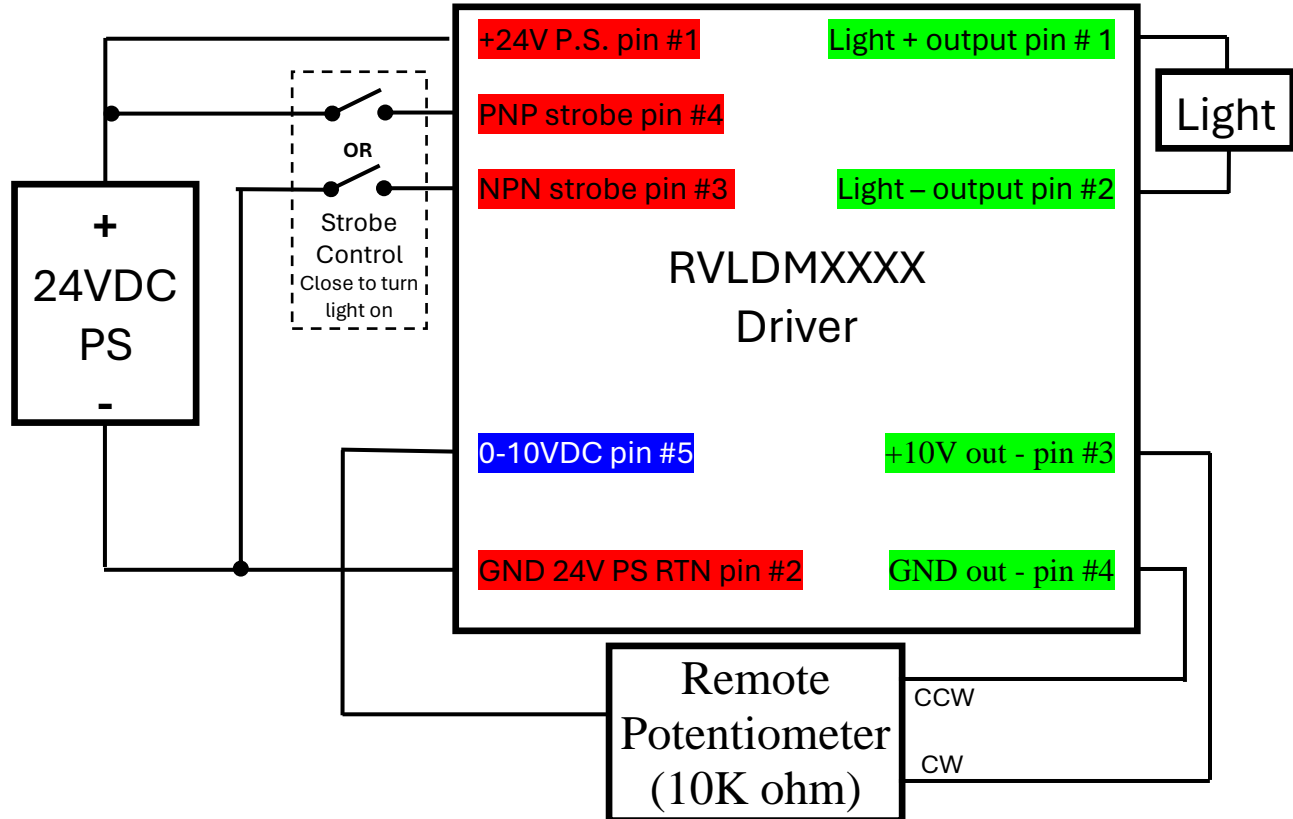 +24V P.S. pin #1
Light + output pin # 1
PNP strobe pin #4
Light
OR
NPN strobe pin #3
Light – output pin #2
Strobe
Control
Close to turn
light on
+
24VDC
PS
-
RVLDMXXXX
Driver
0-10VDC pin #5
+10V out - pin #3
GND 24V PS RTN pin #2
GND out - pin #4
Remote
Potentiometer
(10K ohm)
CCW
CW